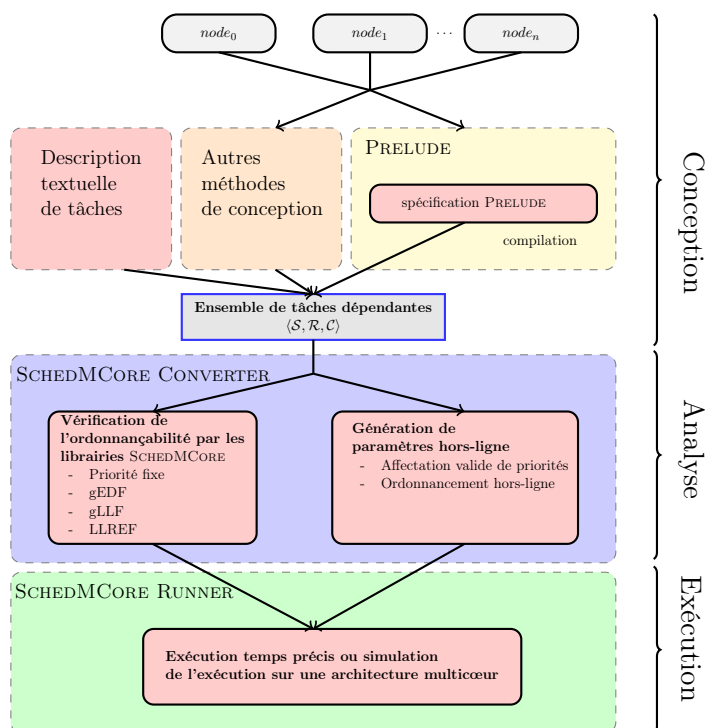 node₀ node₁ ⋯ nodeₙ
Description
textuelle
de tâches
Autres
méthodes
de conception
PRELUDE
spécification PRELUDE
compilation
Ensemble de tâches dépendantes
⟨𝒮, ℛ, 𝒞⟩
Conception
SCHEDMCORE CONVERTER
Vérification de
l'ordonnançabilité par les
librairies SCHEDMCORE
- Priorité fixe
- gEDF
- gLLF
- LLREF
Génération de
paramètres hors-ligne
- Affectation valide de priorités
- Ordonnancement hors-ligne
Analyse
SCHEDMCORE RUNNER
Exécution temps précis ou simulation
de l'exécution sur une architecture multicœur
Exécution